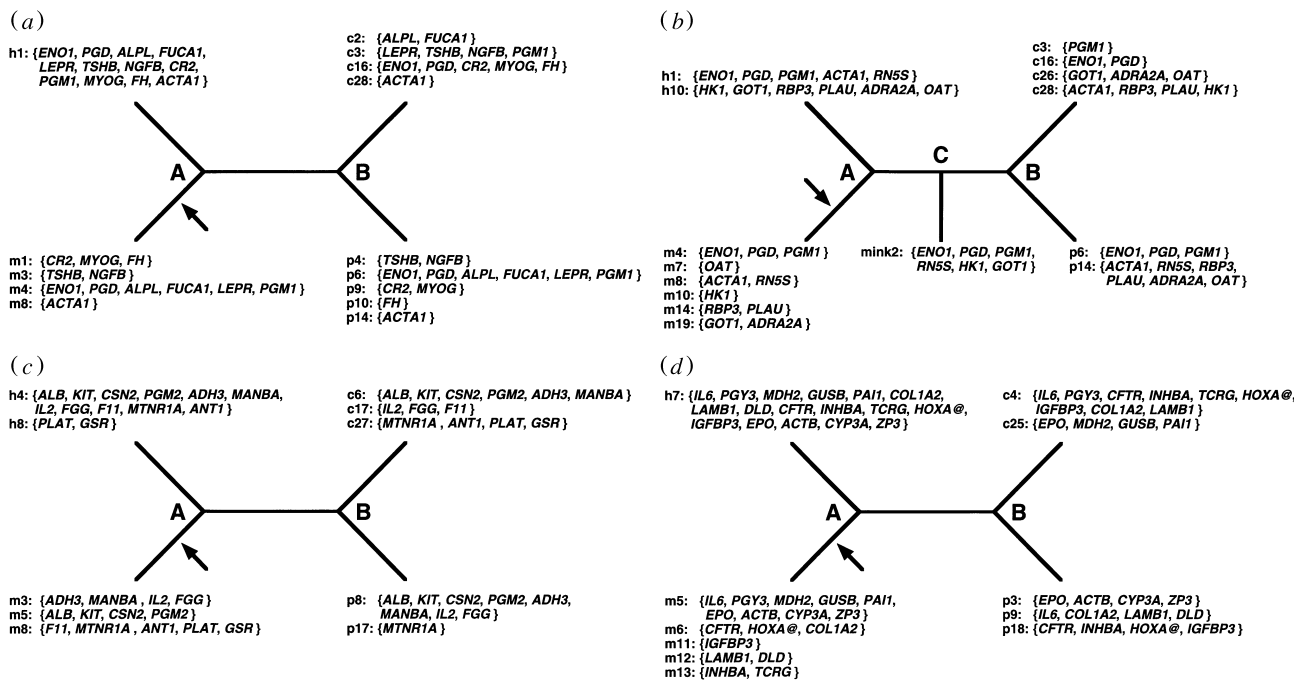 (a)
h1: {ENO1, PGD, ALPL, FUCA1,
LEPR, TSHB, NGFB, CR2,
PGM1, MYOG, FH, ACTA1}
c2: {ALPL, FUCA1}
c3: {LEPR, TSHB, NGFB, PGM1}
c16: {ENO1, PGD, CR2, MYOG, FH}
c28: {ACTA1}
A
B
m1: {CR2, MYOG, FH}
m3: {TSHB, NGFB}
m4: {ENO1, PGD, ALPL, FUCA1, LEPR, PGM1}
m8: {ACTA1}
p4: {TSHB, NGFB}
p6: {ENO1, PGD, ALPL, FUCA1, LEPR, PGM1}
p9: {CR2, MYOG}
p10: {FH}
p14: {ACTA1}
(b)
h1: {ENO1, PGD, PGM1, ACTA1, RN5S}
h10: {HK1, GOT1, RBP3, PLAU, ADRA2A, OAT}
c3: {PGM1}
c16: {ENO1, PGD}
c26: {GOT1, ADRA2A, OAT}
c28: {ACTA1, RBP3, PLAU, HK1}
A
C
B
m4: {ENO1, PGD, PGM1}
m7: {OAT}
m8: {ACTA1, RN5S}
m10: {HK1}
m14: {RBP3, PLAU}
m19: {GOT1, ADRA2A}
mink2: {ENO1, PGD, PGM1,
RN5S, HK1, GOT1}
p6: {ENO1, PGD, PGM1}
p14: {ACTA1, RN5S, RBP3,
PLAU, ADRA2A, OAT}
(c)
h4: {ALB, KIT, CSN2, PGM2, ADH3, MANBA,
IL2, FGG, F11, MTNR1A, ANT1}
h8: {PLAT, GSR}
c6: {ALB, KIT, CSN2, PGM2, ADH3, MANBA}
c17: {IL2, FGG, F11}
c27: {MTNR1A, ANT1, PLAT, GSR}
A
B
m3: {ADH3, MANBA, IL2, FGG}
m5: {ALB, KIT, CSN2, PGM2}
m8: {F11, MTNR1A, ANT1, PLAT, GSR}
p8: {ALB, KIT, CSN2, PGM2, ADH3,
MANBA, IL2, FGG}
p17: {MTNR1A}
(d)
h7: {IL6, PGY3, MDH2, GUSB, PAI1, COL1A2,
LAMB1, DLD, CFTR, INHBA, TCRG, HOXA@,
IGFBP3, EPO, ACTB, CYP3A, ZP3}
c4: {IL6, PGY3, CFTR, INHBA, TCRG, HOXA@,
IGFBP3, COL1A2, LAMB1}
c25: {EPO, MDH2, GUSB, PAI1}
A
B
m5: {IL6, PGY3, MDH2, GUSB, PAI1,
EPO, ACTB, CYP3A, ZP3}
m6: {CFTR, HOXA@, COL1A2}
m11: {IGFBP3}
m12: {LAMB1, DLD}
m13: {INHBA, TCRG}
p3: {EPO, ACTB, CYP3A, ZP3}
p9: {IL6, COL1A2, LAMB1, DLD}
p18: {CFTR, INHBA, HOXA@, IGFBP3}